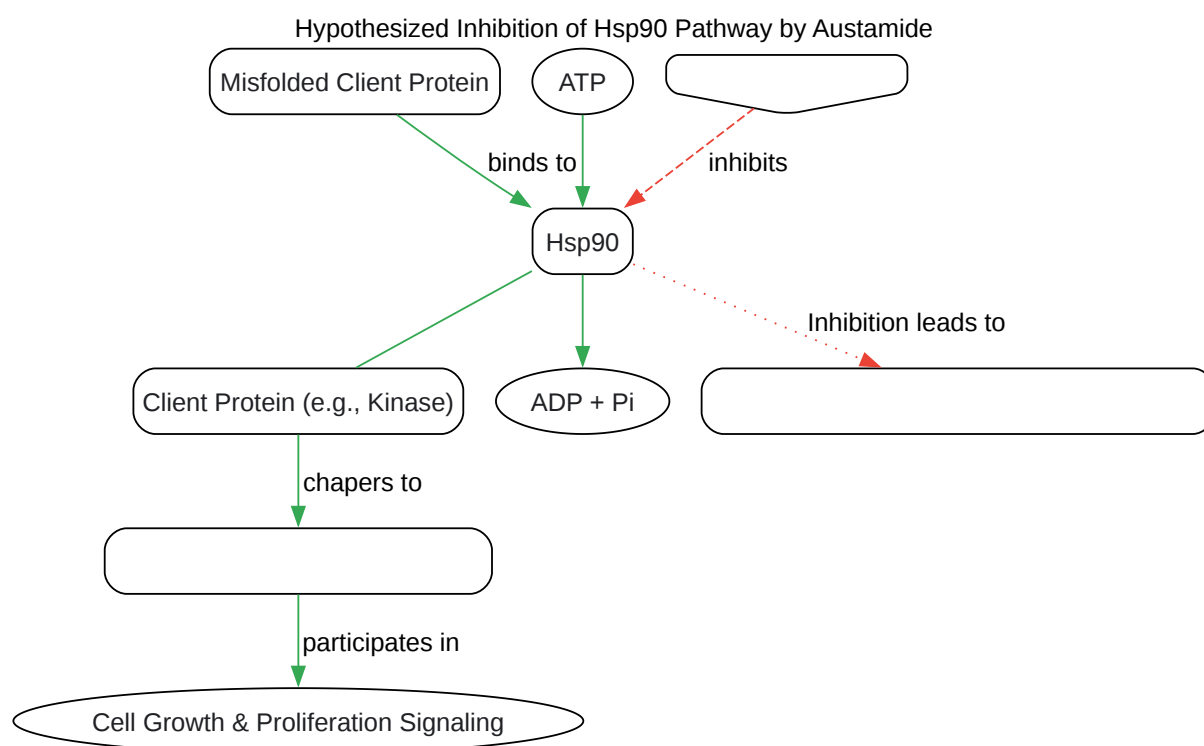 Hypothesized Inhibition of Hsp90 Pathway by Austamide
Misfolded Client Protein
ATP
binds to
inhibits
Hsp90
Inhibition leads to
Client Protein (e.g., Kinase)
ADP + Pi
chapers to
participates in
Cell Growth & Proliferation Signaling